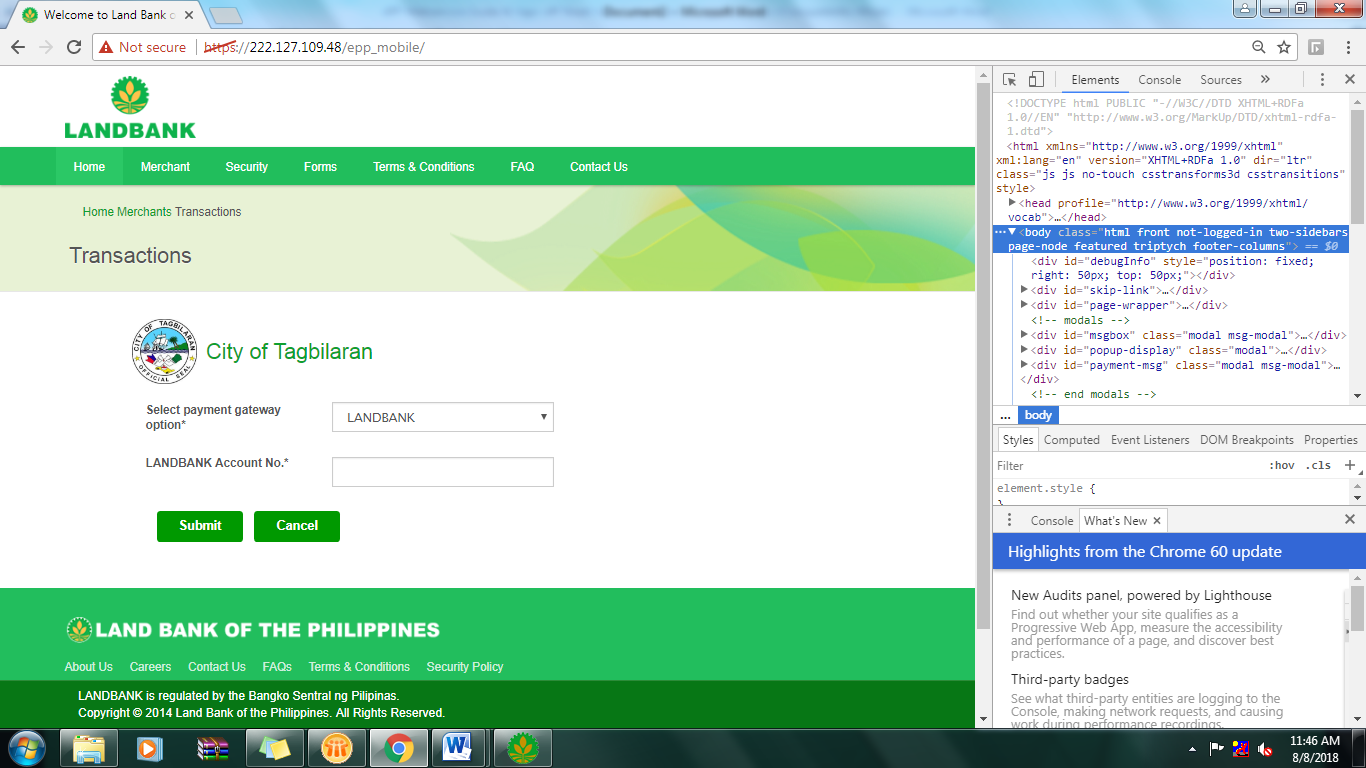 Welcome to Land Bank o
Not secure
https://222.127.109.48/epp_mobile/
LANDBANK
Home Merchant Security Forms Terms & Conditions FAQ Contact Us
Home Merchants Transactions
Transactions
CITY OF TAGBILARAN
OFFICIAL SEAL
City of Tagbilaran
Select payment gateway
option*
LANDBANK
LANDBANK Account No.*
Submit Cancel
LAND BANK OF THE PHILIPPINES
About Us Careers Contact Us FAQs Terms & Conditions Security Policy
LANDBANK is regulated by the Bangko Sentral ng Pilipinas.
Copyright © 2014 Land Bank of the Philippines. All Rights Reserved.
Elements Console Sources »
<!DOCTYPE html PUBLIC "-//W3C//DTD XHTML+RDFa
1.0//EN" "http://www.w3.org/MarkUp/DTD/xhtml-rdfa-
1.dtd">
<html xmlns="http://www.w3.org/1999/xhtml"
xml:lang="en" version="XHTML+RDFa 1.0" dir="ltr"
class="js js no-touch csstransforms3d csstransitions"
style>
<head profile="http://www.w3.org/1999/xhtml/
vocab">…</head>
<body class="html front not-logged-in two-sidebars
page-node featured triptych footer-columns"> == $0
<div id="debugInfo" style="position: fixed;
right: 50px; top: 50px;"></div>
<div id="skip-link">…</div>
<div id="page-wrapper">…</div>
<!-- modals -->
<div id="msgbox" class="modal msg-modal">…</div>
<div id="popup-display" class="modal">…</div>
<div id="payment-msg" class="modal msg-modal">…
</div>
<!-- end modals -->
... body
Styles Computed Event Listeners DOM Breakpoints Properties
Filter :hov .cls +
element.style {
}
Console What's New
Highlights from the Chrome 60 update
New Audits panel, powered by Lighthouse
Find out whether your site qualifies as a
Progressive Web App, measure the accessibility
and performance of a page, and discover best
practices.
Third-party badges
See what third-party entities are logging to the
Console, making network requests, and causing
work during performance recordings.
11:46 AM
8/8/2018